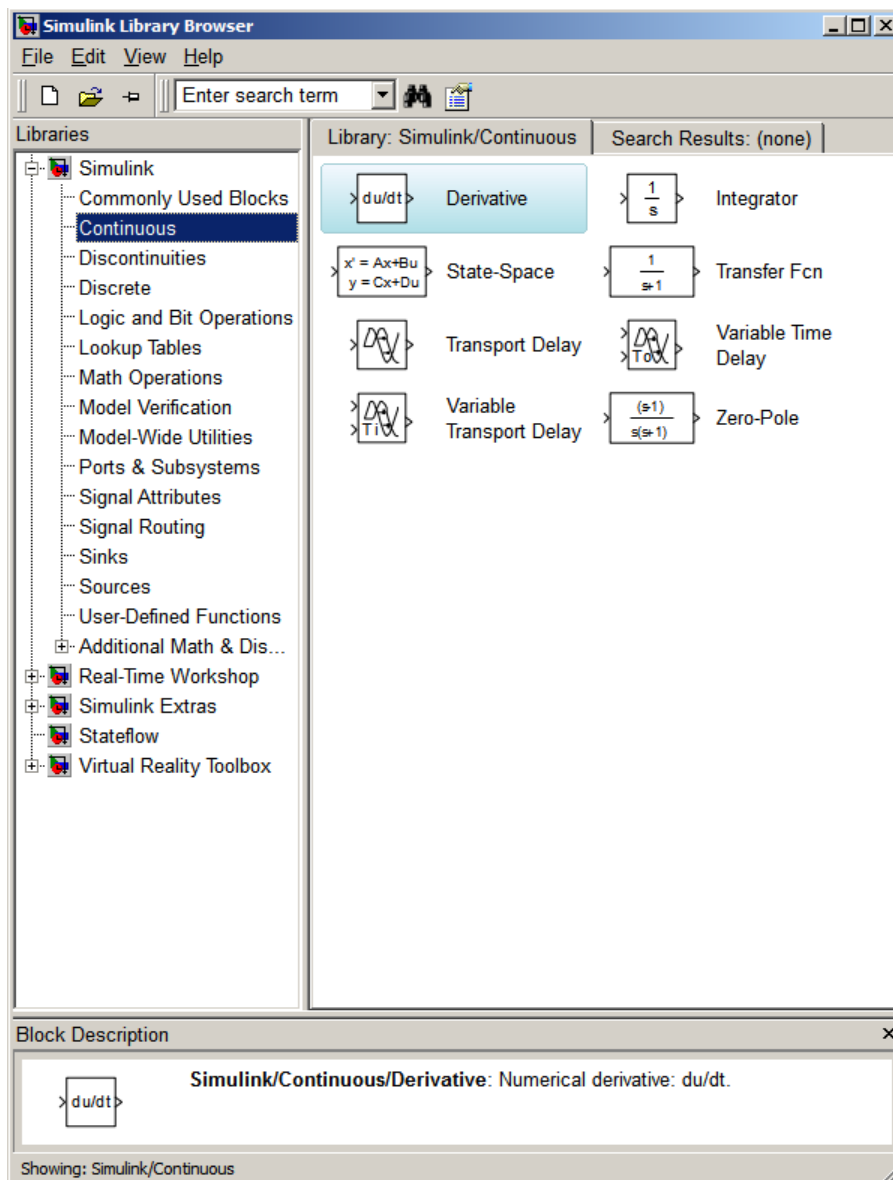 Simulink Library Browser
File Edit View Help
Enter search term
Libraries
Simulink
Commonly Used Blocks
Continuous
Discontinuities
Discrete
Logic and Bit Operations
Lookup Tables
Math Operations
Model Verification
Model-Wide Utilities
Ports & Subsystems
Signal Attributes
Signal Routing
Sinks
Sources
User-Defined Functions
Additional Math & Dis...
Real-Time Workshop
Simulink Extras
Stateflow
Virtual Reality Toolbox
Library: Simulink/Continuous
Search Results: (none)
du/dt
Derivative
1
s
Integrator
x' = Ax+Bu
y = Cx+Du
State-Space
1
s+1
Transfer Fcn
Transport Delay
To
Variable Time
Delay
Ti
Variable
Transport Delay
(s-1)
s(s+1)
Zero-Pole
Block Description
du/dt
Simulink/Continuous/Derivative: Numerical derivative: du/dt.
Showing: Simulink/Continuous